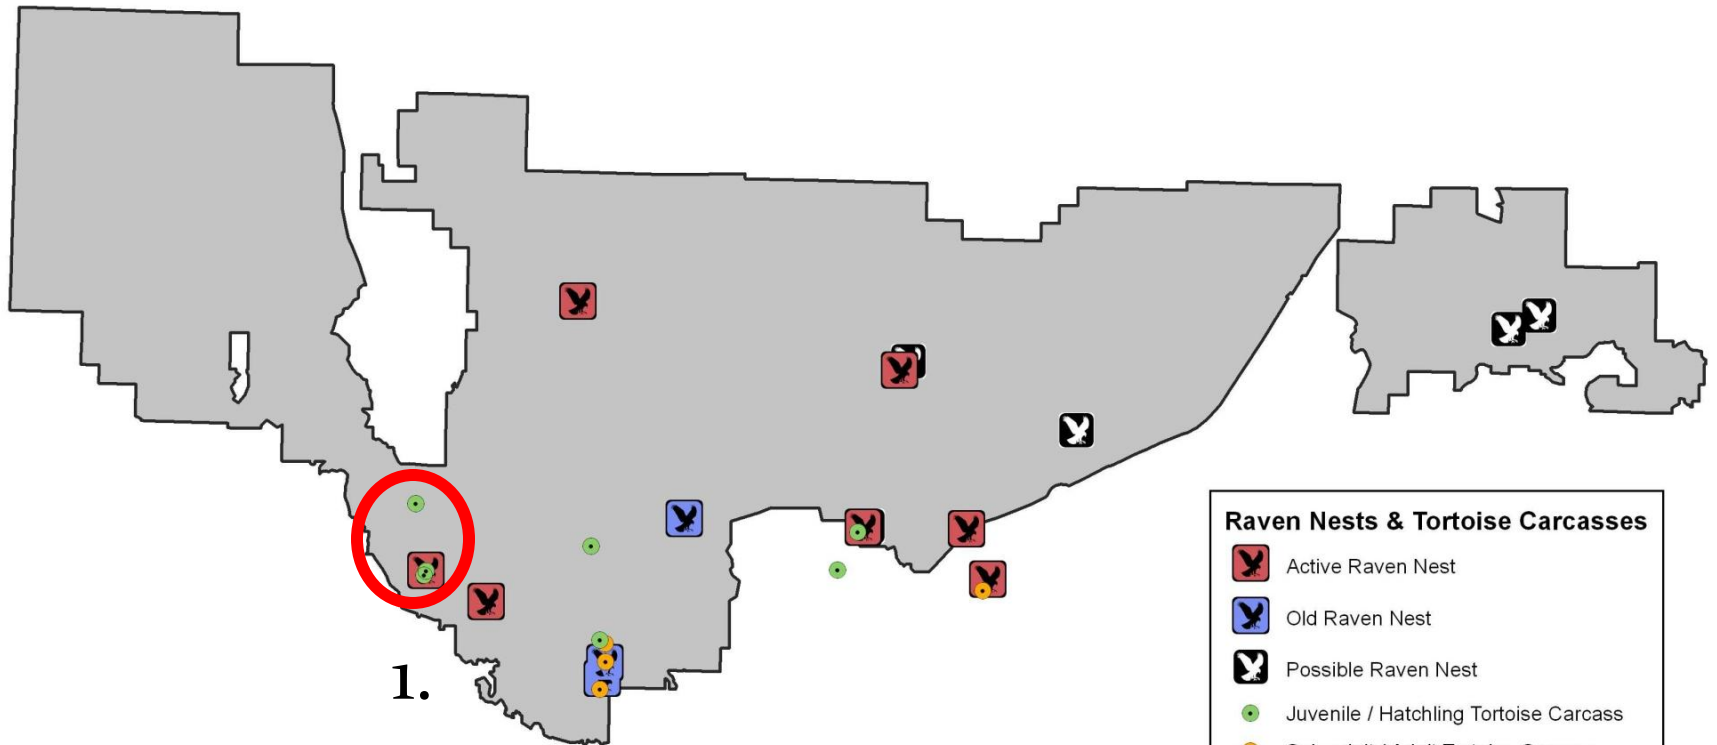 1.
Raven Nests & Tortoise Carcasses
Active Raven Nest
Old Raven Nest
Possible Raven Nest
Juvenile / Hatchling Tortoise Carcass